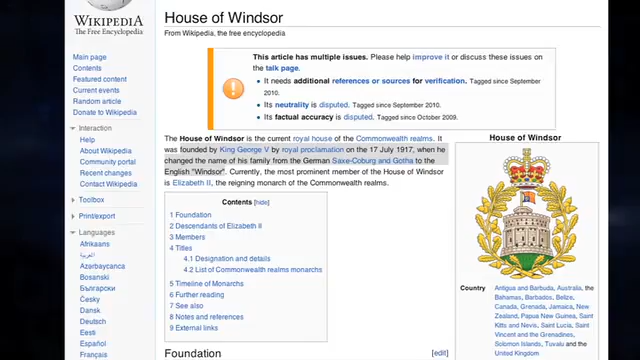 WIKIPEDIA
The Free Encyclopedia
Main page
Contents
Featured content
Current events
Random article
Donate to Wikipedia
Interaction
Help
About Wikipedia
Community portal
Recent changes
Contact Wikipedia
Toolbox
Print/export
Languages
Afrikaans
العربية
Azərbaycanca
Bosanski
Български
Česky
Dansk
Deutsch
Eesti
Español
Français
House of Windsor
From Wikipedia, the free encyclopedia
This article has multiple issues. Please help improve it or discuss these issues on
the talk page.
• It needs additional references or sources for verification. Tagged since September
2010.
• Its neutrality is disputed. Tagged since September 2010.
• Its factual accuracy is disputed. Tagged since October 2009.
The House of Windsor is the current royal house of the Commonwealth realms. It
was founded by King George V by royal proclamation on the 17 July 1917, when he
changed the name of his family from the German Saxe-Coburg and Gotha to the
English "Windsor". Currently, the most prominent member of the House of Windsor
is Elizabeth II, the reigning monarch of the Commonwealth realms.
Contents [hide]
1 Foundation
2 Descendants of Elizabeth II
3 Members
4 Titles
4.1 Designation and details
4.2 List of Commonwealth realms monarchs
5 Timeline of Monarchs
6 Further reading
7 See also
8 Notes and references
9 External links
Foundation [edit]
House of Windsor
Country Antigua and Barbuda, Australia, the
Bahamas, Barbados, Belize,
Canada, Grenada, Jamaica, New
Zealand, Papua New Guinea, Saint
Kitts and Nevis, Saint Lucia, Saint
Vincent and the Grenadines,
Solomon Islands, Tuvalu and the
United Kingdom